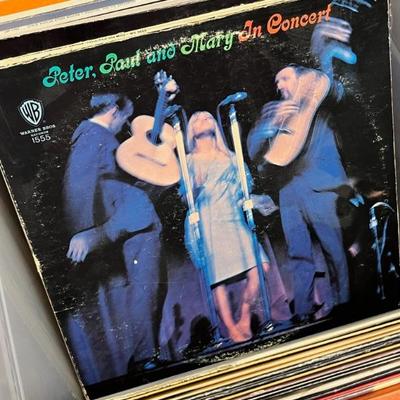 Peter, Paul and Mary In Concert
WB
WARNER BROS
1555